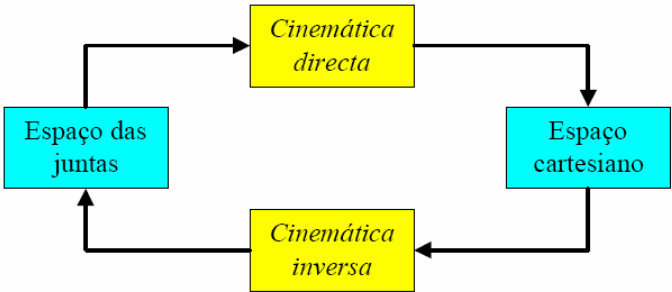 Cinemática
directa
Espaço das
juntas
Espaço
cartesiano
Cinemática
inversa